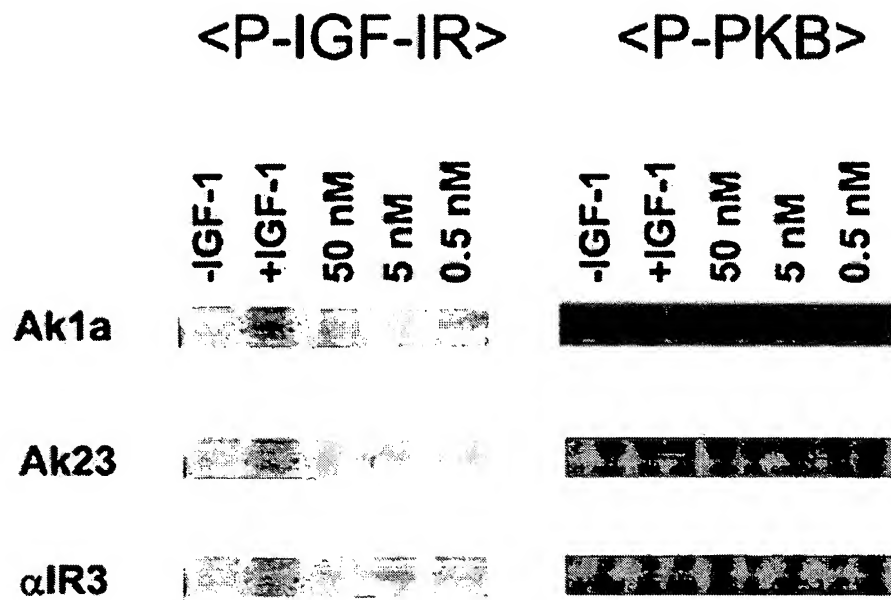 <P-IGF-IR> <P-PKB>
-IGF-1 +IGF-1 50 nM 5 nM 0.5 nM -IGF-1 +IGF-1 50 nM 5 nM 0.5 nM
Ak1a
Ak23
αIR3